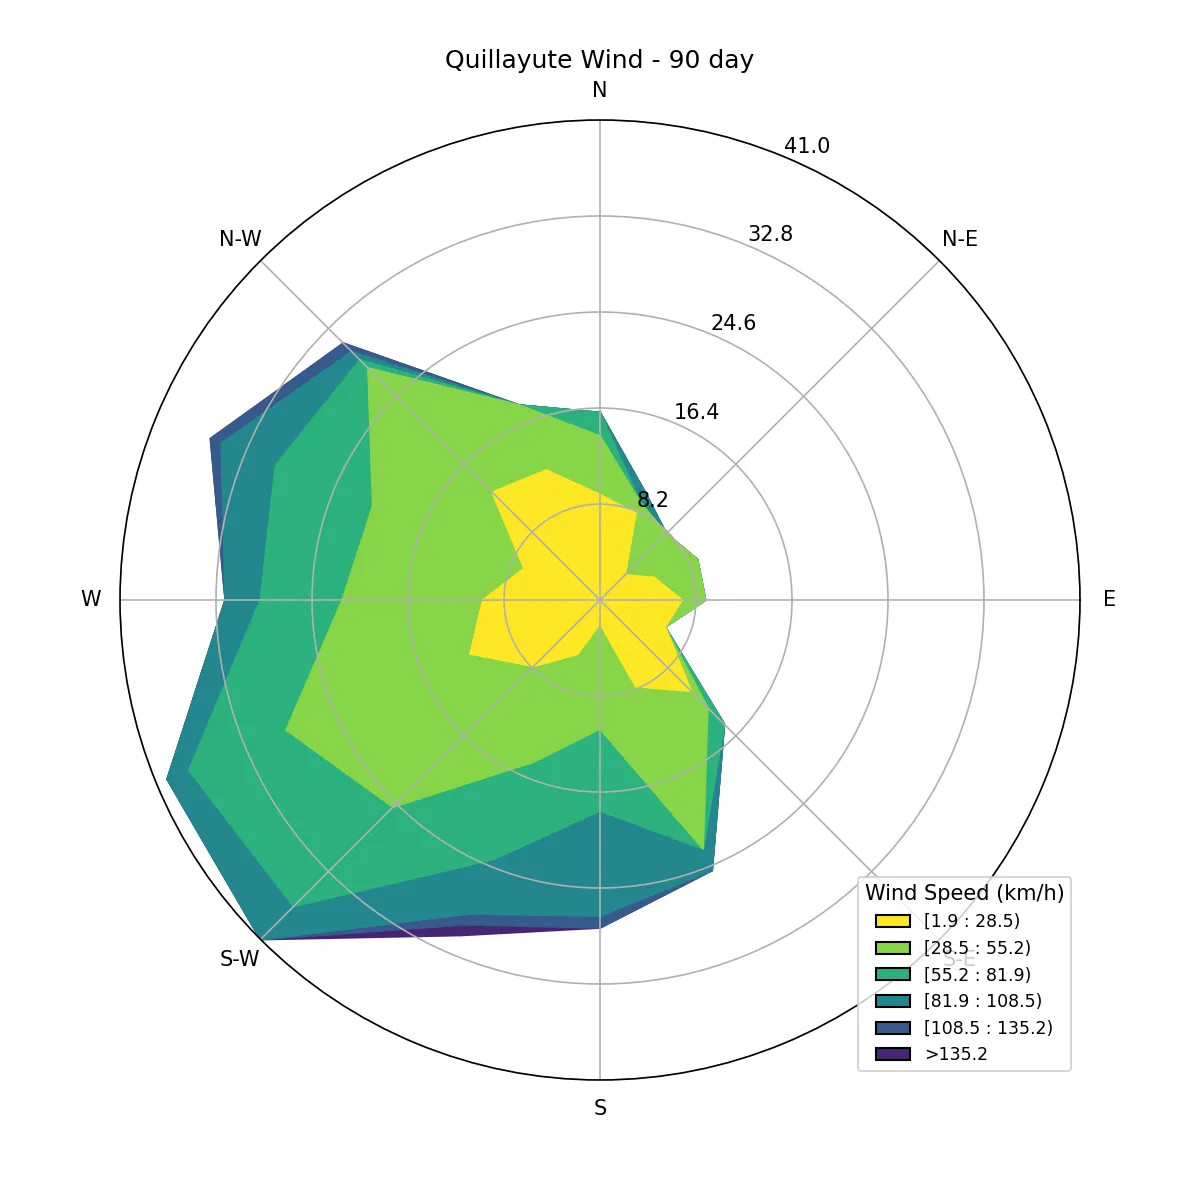 Quillayute Wind - 90 day
N
41.0
N-W
32.8
N-E
24.6
16.4
8.2
W
E
S-W
S-E
S
Wind Speed (km/h)
[1.9 : 28.5)
[28.5 : 55.2)
[55.2 : 81.9)
[81.9 : 108.5)
[108.5 : 135.2)
>135.2